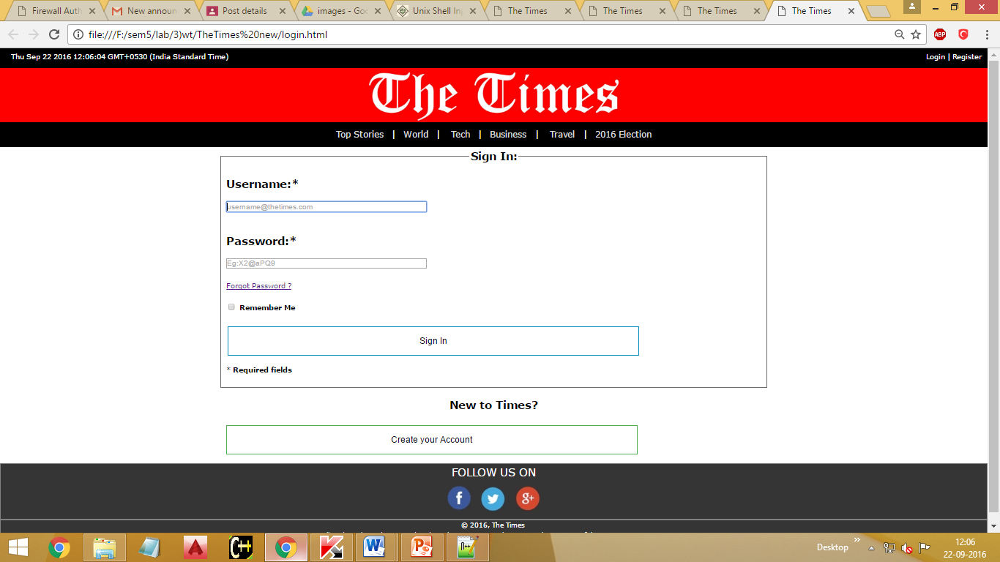 Firewall Auth
New announ
Post details
images - Goo
Unix Shell In
The Times
The Times
The Times
The Times
file:///F:/sem5/lab/3)wt/TheTimes%20new/login.html
ABP
Thu Sep 22 2016 12:06:04 GMT+0530 (India Standard Time)
Login | Register
The Times
Top Stories | World | Tech | Business | Travel | 2016 Election
Sign In:
Username:*
username@thetimes.com
Password:*
Eg:X2@aPQ9
Forgot Password ?
Remember Me
Sign In
* Required fields
New to Times?
Create your Account
FOLLOW US ON
© 2016, The Times
Desktop
12:06
22-09-2016